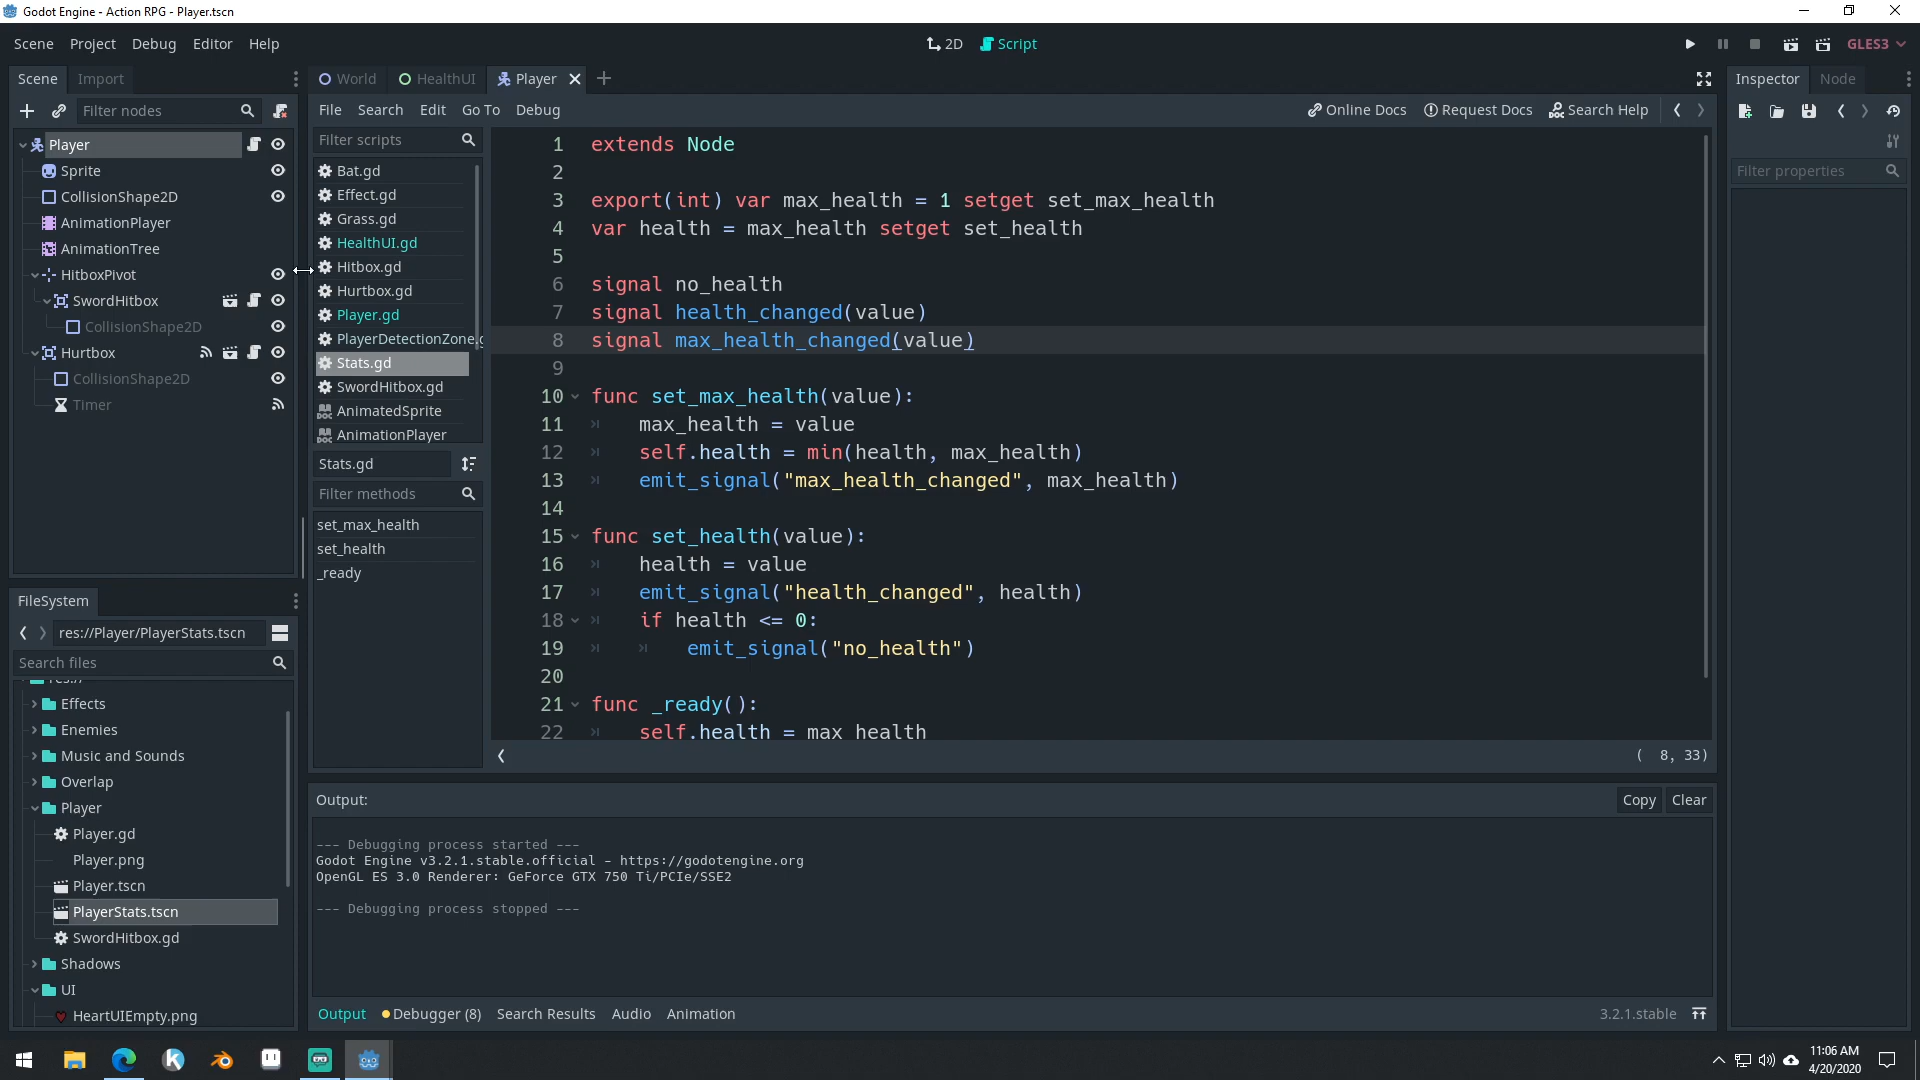 Godot Engine - Action RPG - Player.tscn
Scene Project Debug Editor Help
2D Script
GLES3
Scene Import
World HealthUI Player
Inspector Node
Filter nodes
File Search Edit Go To Debug
Online Docs Request Docs Search Help
Filter scripts
Filter properties
Player
Sprite
CollisionShape2D
AnimationPlayer
AnimationTree
HitboxPivot
SwordHitbox
CollisionShape2D
Hurtbox
CollisionShape2D
Timer
Bat.gd
Effect.gd
Grass.gd
HealthUI.gd
Hitbox.gd
Hurtbox.gd
Player.gd
PlayerDetectionZone.g
Stats.gd
SwordHitbox.gd
AnimatedSprite
AnimationPlayer
Stats.gd
Filter methods
set_max_health
set_health
_ready
1 extends Node
2
3 export(int) var max_health = 1 setget set_max_health
4 var health = max_health setget set_health
5
6 signal no_health
7 signal health_changed(value)
8 signal max_health_changed(value)
9
10 func set_max_health(value):
11 max_health = value
12 self.health = min(health, max_health)
13 emit_signal("max_health_changed", max_health)
14
15 func set_health(value):
16 health = value
17 emit_signal("health_changed", health)
18 if health <= 0:
19 emit_signal("no_health")
20
21 func _ready():
22 self.health = max_health
( 8, 33)
FileSystem
res://Player/PlayerStats.tscn
Search files
res://
Effects
Enemies
Music and Sounds
Overlap
Player
Player.gd
Player.png
Player.tscn
PlayerStats.tscn
SwordHitbox.gd
Shadows
UI
HeartUIEmpty.png
Output:
Copy Clear
--- Debugging process started ---
Godot Engine v3.2.1.stable.official - https://godotengine.org
OpenGL ES 3.0 Renderer: GeForce GTX 750 Ti/PCIe/SSE2
--- Debugging process stopped ---
Output Debugger (8) Search Results Audio Animation
3.2.1.stable
11:06 AM
4/20/2020